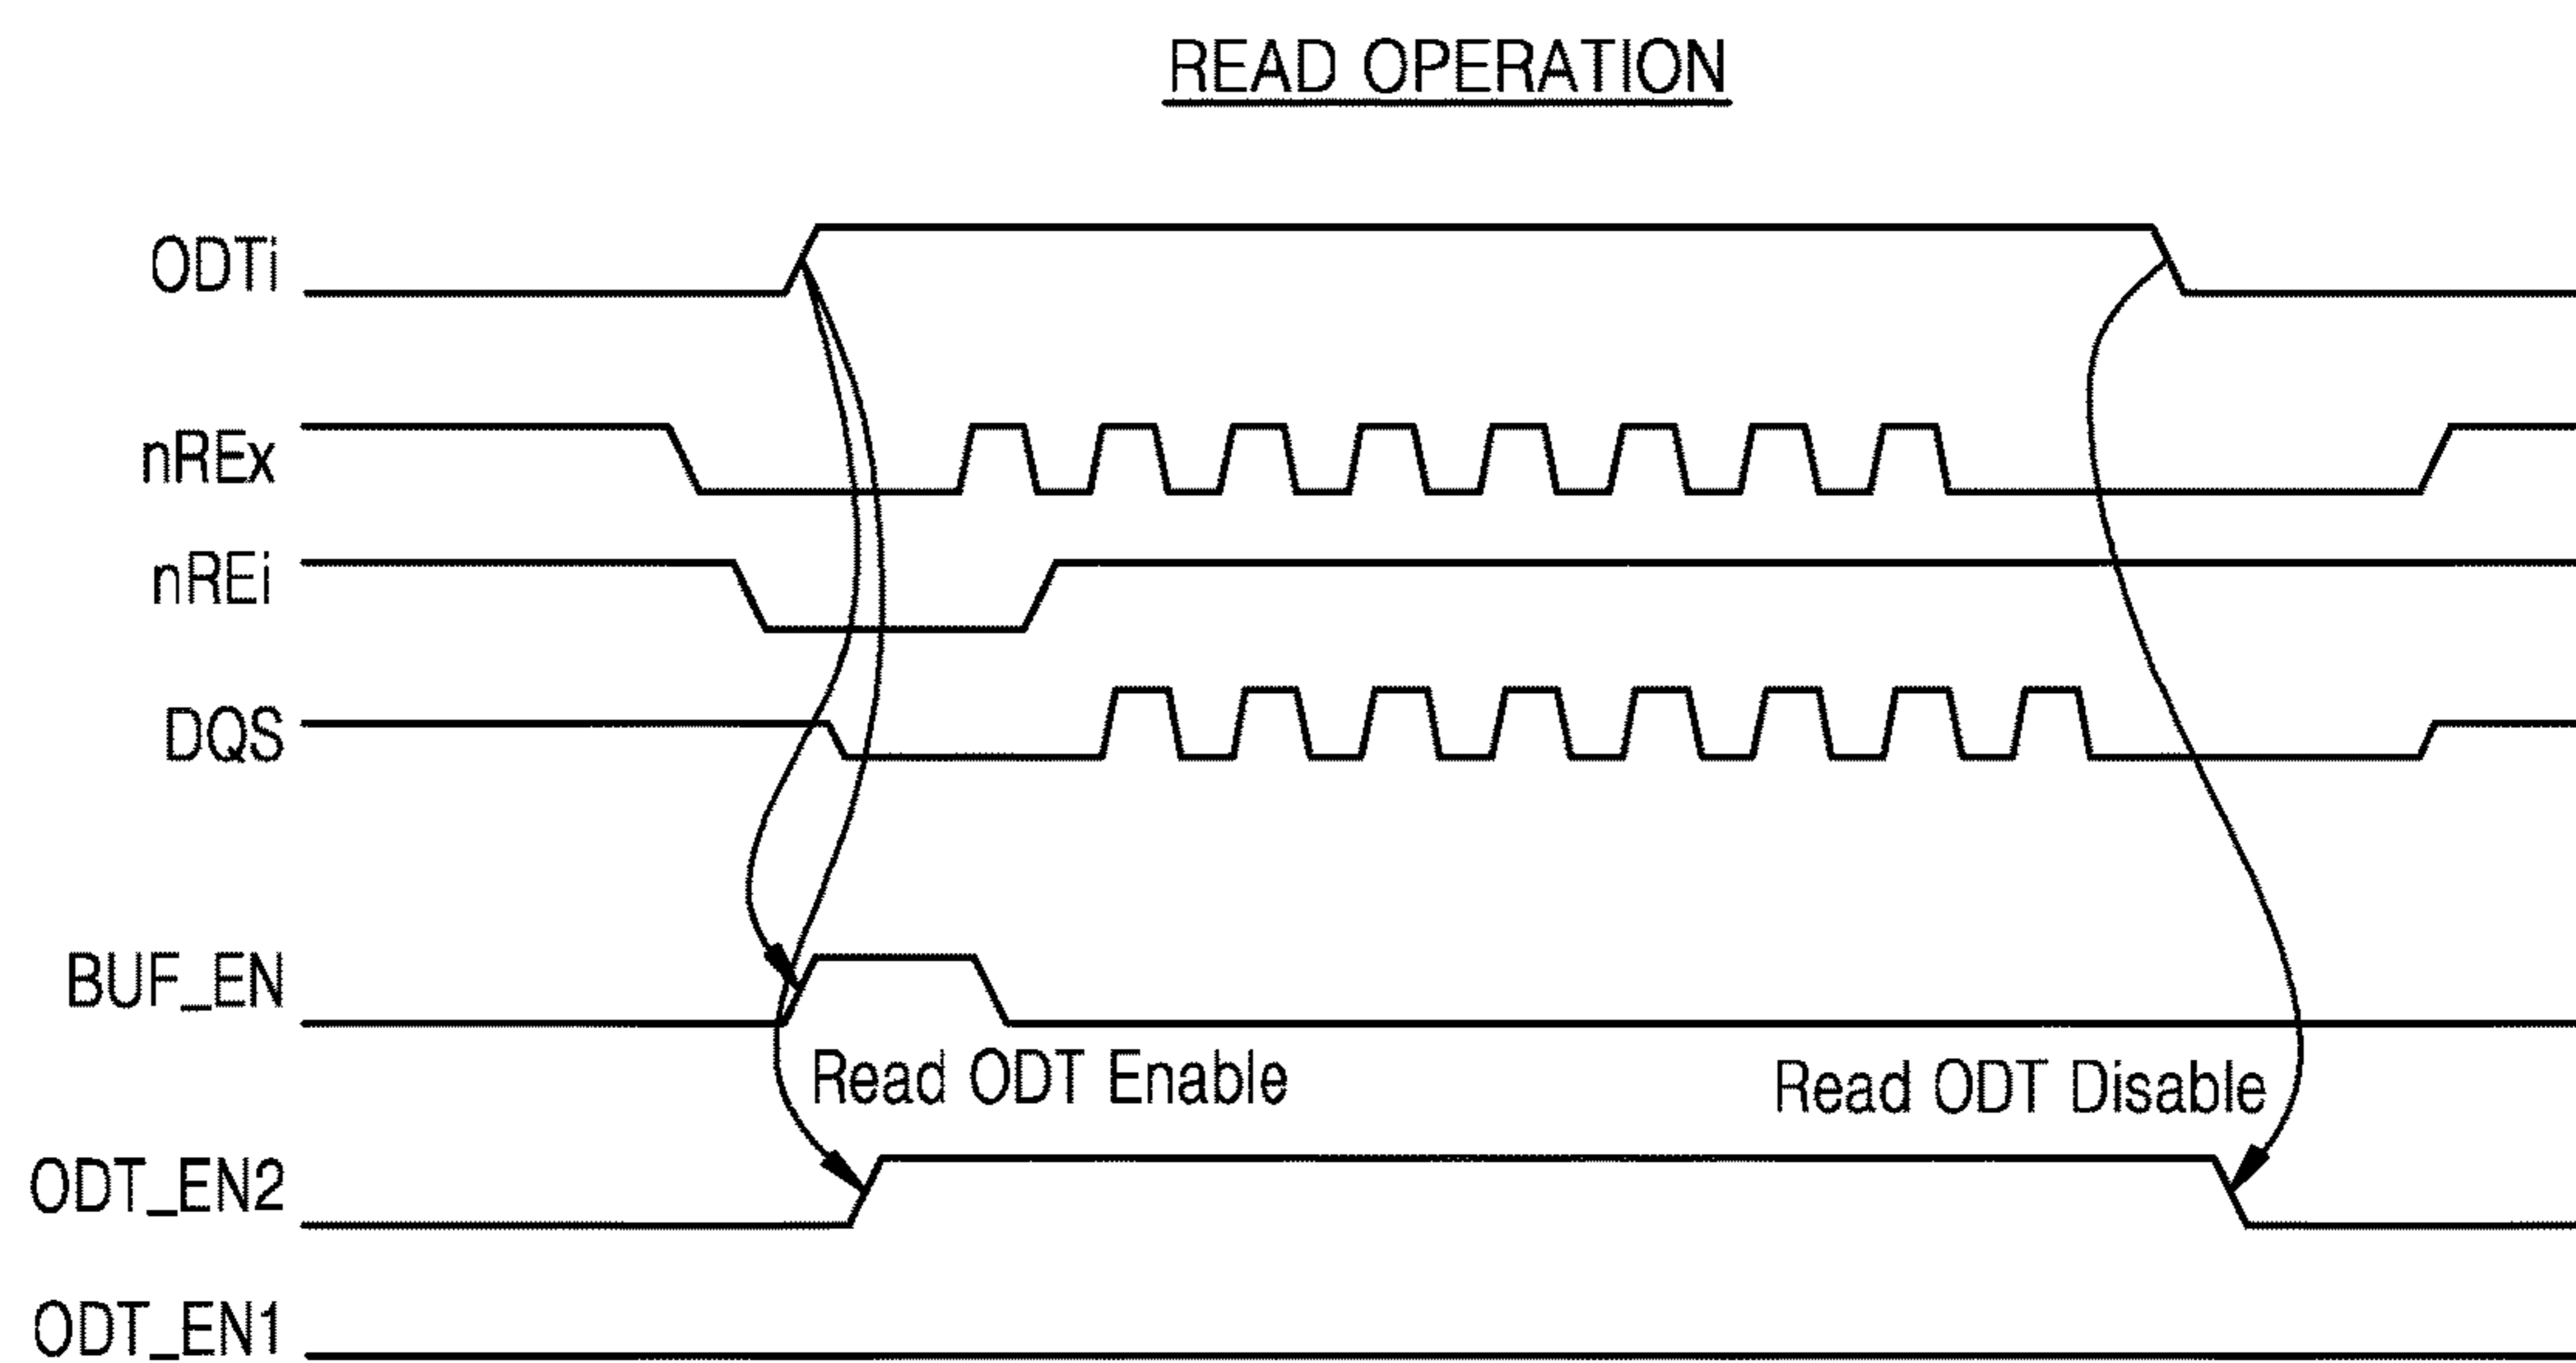 READ OPERATION
ODTi
nREx
nREi
DQS
BUF_EN
Read ODT Enable
Read ODT Disable
ODT_EN2
ODT_EN1